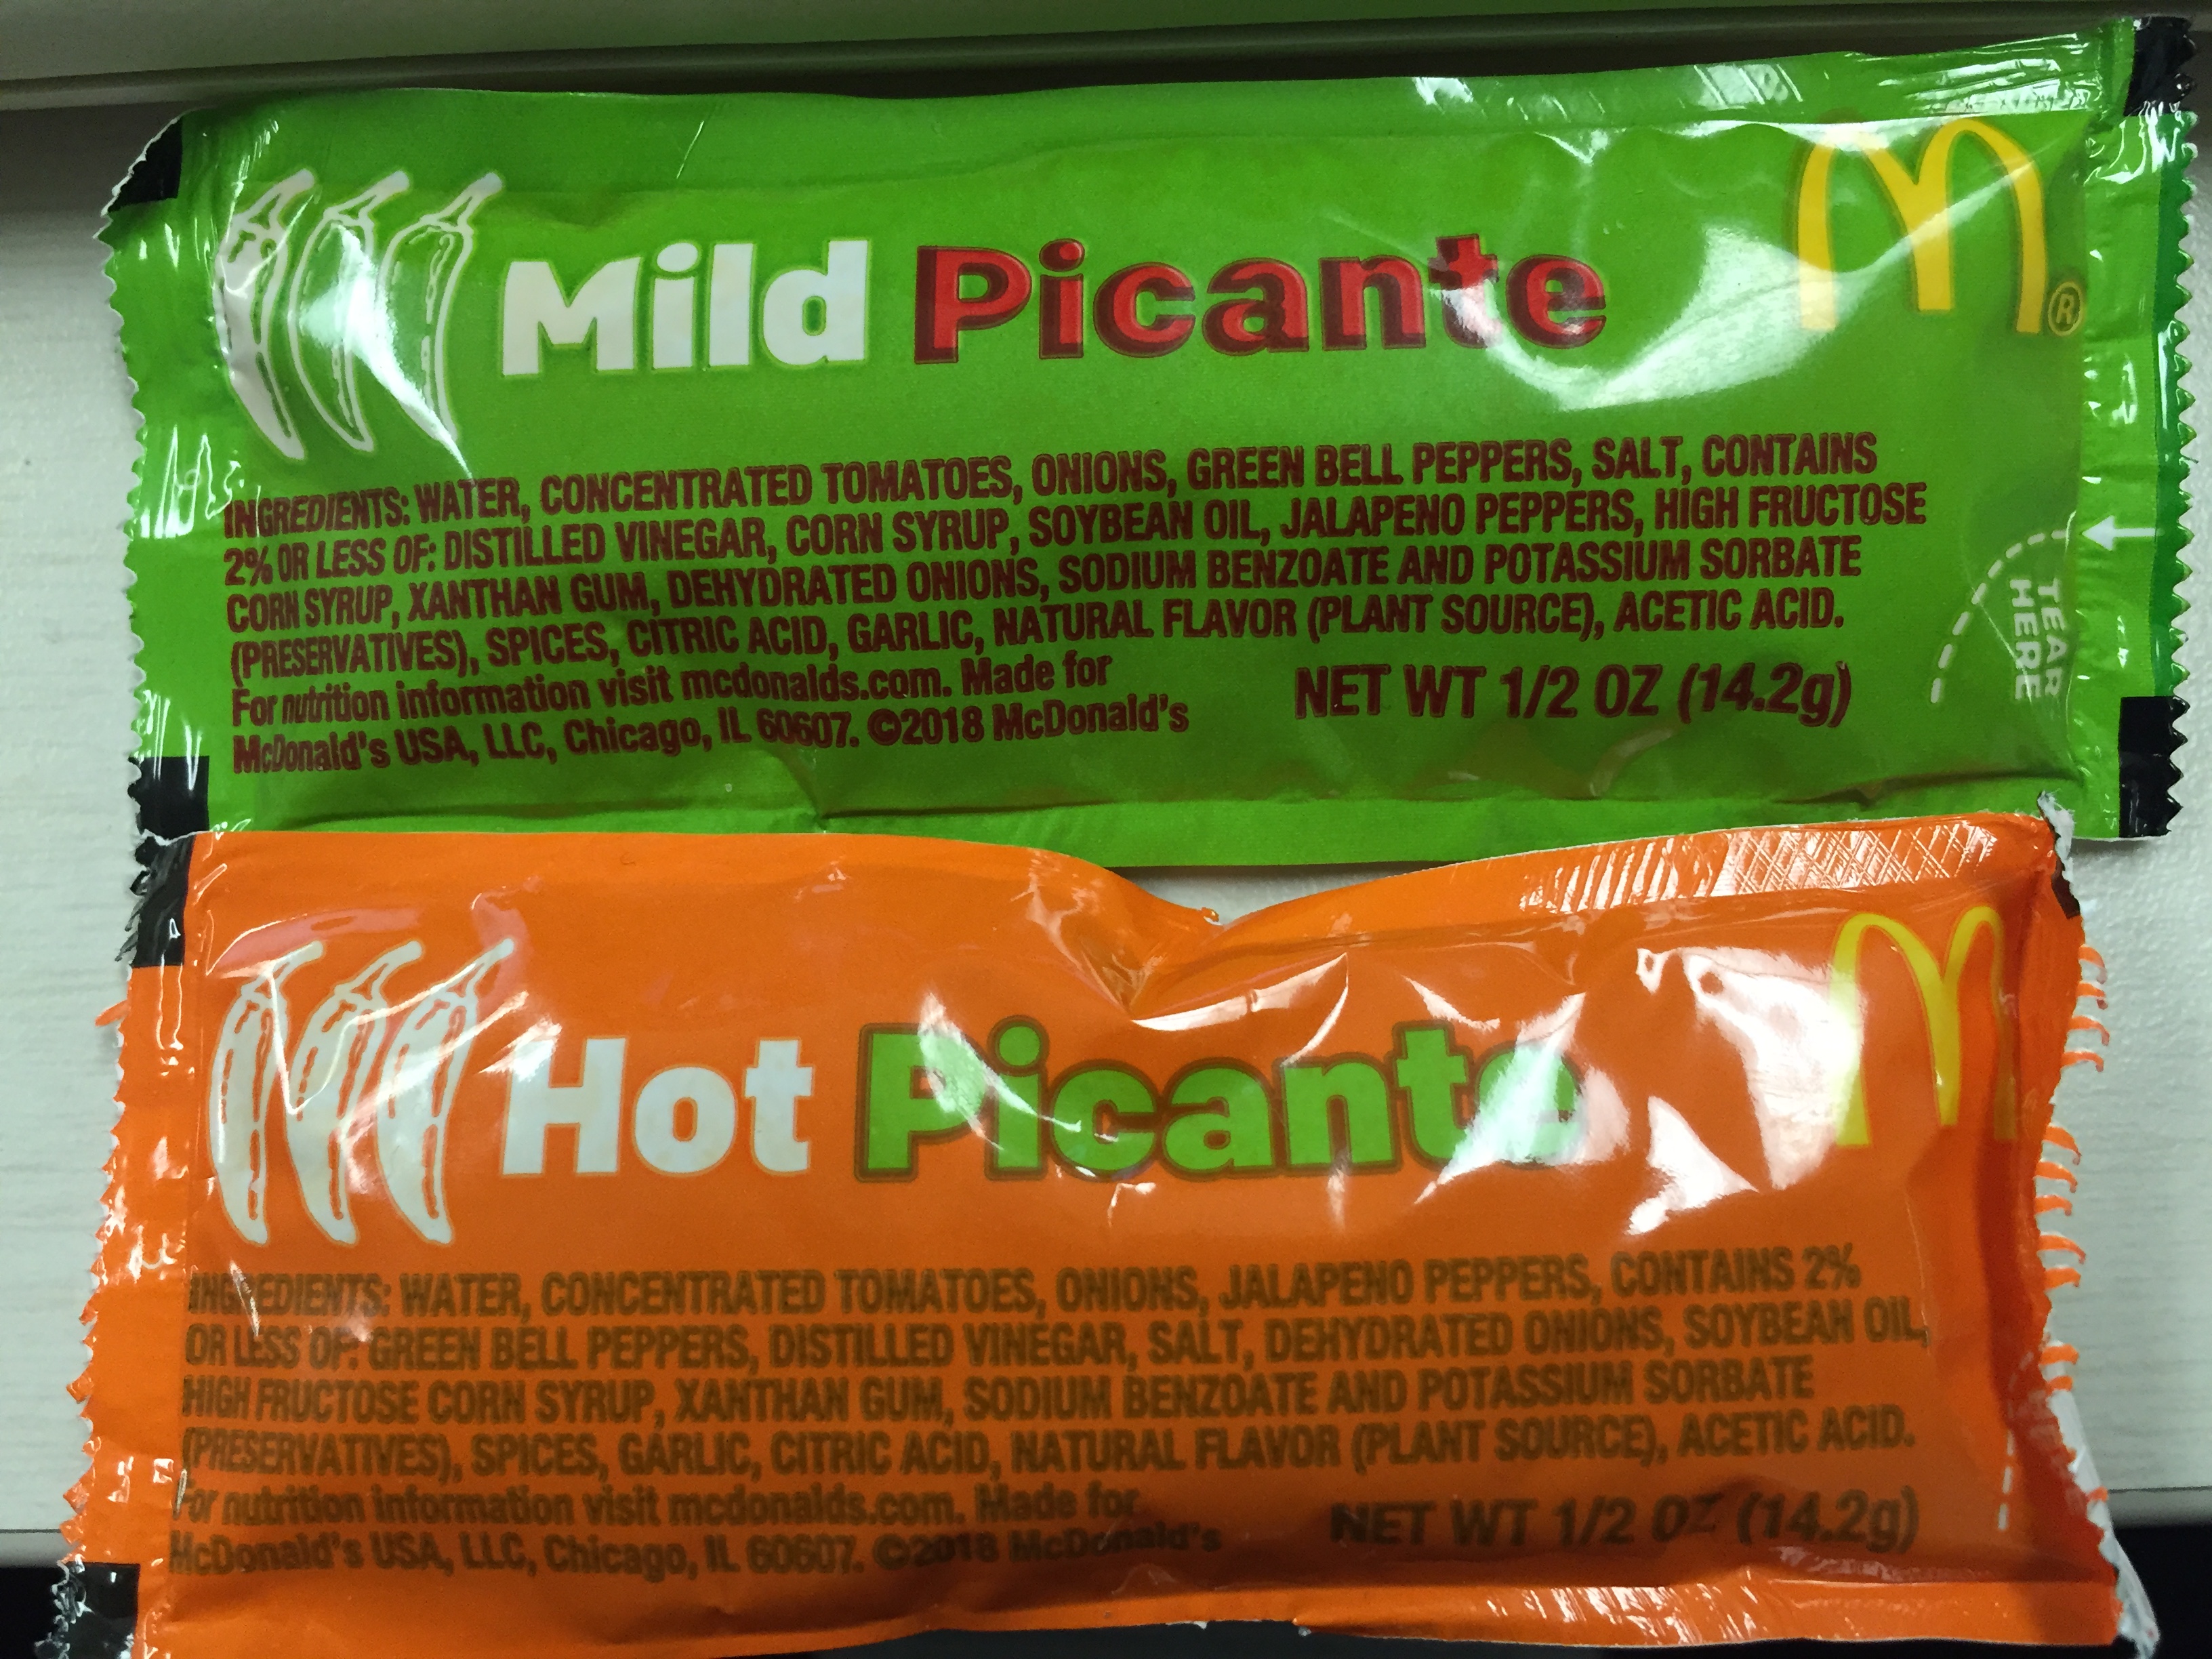 Mild Picante
M®
INGREDIENTS: WATER, CONCENTRATED TOMATOES, ONIONS, GREEN BELL PEPPERS, SALT, CONTAINS
2% OR LESS OF: DISTILLED VINEGAR, CORN SYRUP, SOYBEAN OIL, JALAPENO PEPPERS, HIGH FRUCTOSE
CORN SYRUP, XANTHAN GUM, DEHYDRATED ONIONS, SODIUM BENZOATE AND POTASSIUM SORBATE
(PRESERVATIVES), SPICES, CITRIC ACID, GARLIC, NATURAL FLAVOR (PLANT SOURCE), ACETIC ACID.
For nutrition information visit mcdonalds.com. Made for
McDonald's USA, LLC, Chicago, IL 60607. ©2018 McDonald's
NET WT 1/2 OZ (14.2g)
TEAR
HERE
Hot Picante
M
INGREDIENTS: WATER, CONCENTRATED TOMATOES, ONIONS, JALAPENO PEPPERS, CONTAINS 2%
OR LESS OF: GREEN BELL PEPPERS, DISTILLED VINEGAR, SALT, DEHYDRATED ONIONS, SOYBEAN OIL,
HIGH FRUCTOSE CORN SYRUP, XANTHAN GUM, SODIUM BENZOATE AND POTASSIUM SORBATE
(PRESERVATIVES), SPICES, GARLIC, CITRIC ACID, NATURAL FLAVOR (PLANT SOURCE), ACETIC ACID.
For nutrition information visit mcdonalds.com. Made for
McDonald's USA, LLC, Chicago, IL 60607. ©2018 McDonald's
NET WT 1/2 OZ (14.2g)